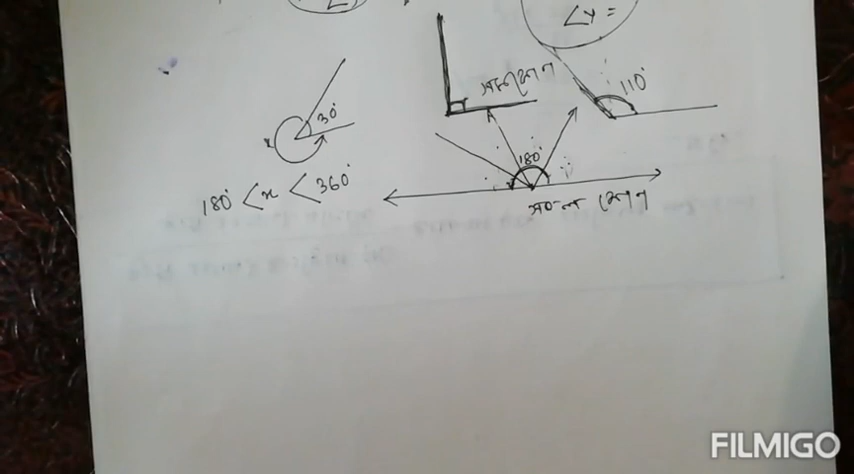 ∠y =
সমকোণ
110°
30°
x
180°
180° < x < 360°
সরল কোণ
FILMIGO